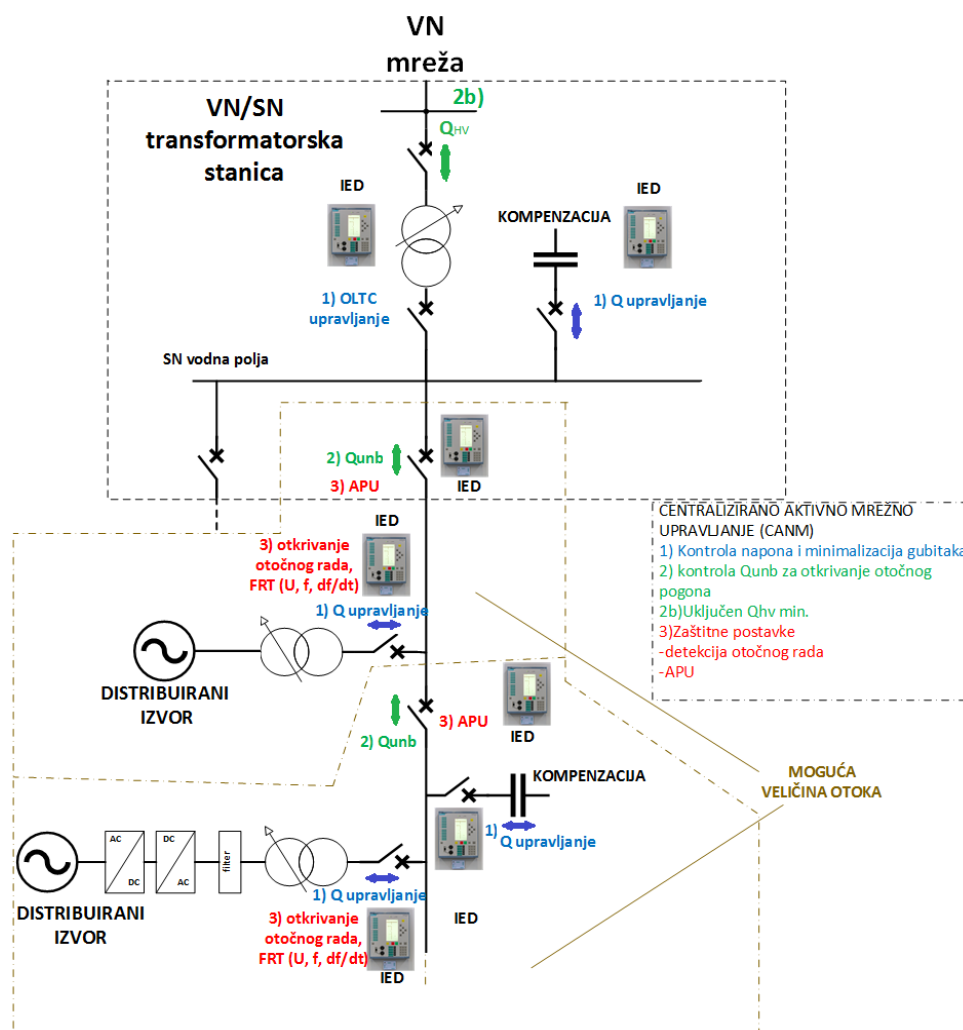 VN
mreža
VN/SN
transformatorska
stanica
2b)
QHV
IED
IED
KOMPENZACIJA
1) OLTC
upravljanje
1) Q upravljanje
SN vodna polja
2) Qunb
3) APU
IED
IED
3) otkrivanje
otočnog rada,
FRT (U, f, df/dt)
1) Q upravljanje
CENTRALIZIRANO AKTIVNO MREŽNO
UPRAVLJANJE (CANM)
1) Kontrola napona i minimalizacija gubitaka
2) kontrola Qunb za otkrivanje otočnog
pogona
2b)Uključen Qhv min.
3)Zaštitne postavke
-detekcija otočnog rada
-APU
DISTRIBUIRANI
IZVOR
3) APU
IED
2) Qunb
KOMPENZACIJA
MOGUĆA
VELIČINA OTOKA
1)
Q upravljanje
AC
DC
DC
AC
filter
1) Q upravljanje
DISTRIBUIRANI
IZVOR
3) otkrivanje
otočnog rada,
FRT (U, f, df/dt)
IED
IED